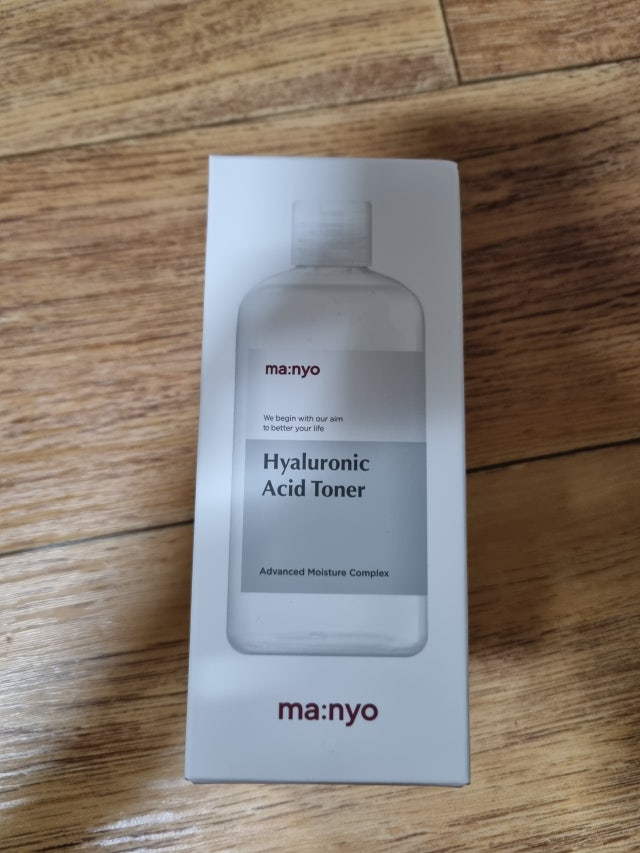 ma:nyo
We begin with our aim
to better your life
Hyaluronic
Acid Toner
Advanced Moisture Complex
ma:nyo